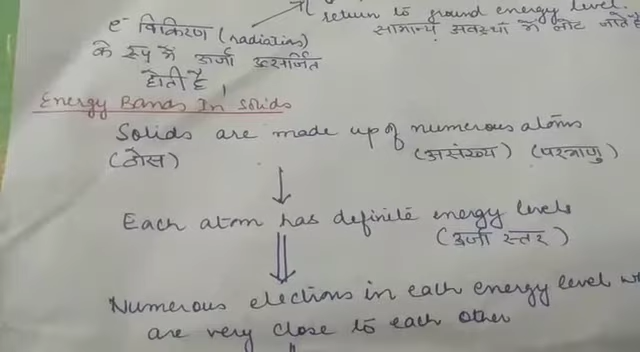 return to ground energy level.
सामान्य अवस्था में लौट जाते है
e⁻ विकिरण (radiation)
के रूप में ऊर्जा उत्सर्जित
होती है,
Energy Bands In Solids
Solids are made up of numerous atoms
(ठोस) (असंख्य) (परमाणु)
Each atom has definite energy levels
(ऊर्जा स्तर)
Numerous elections in each energy level
are very close to each other